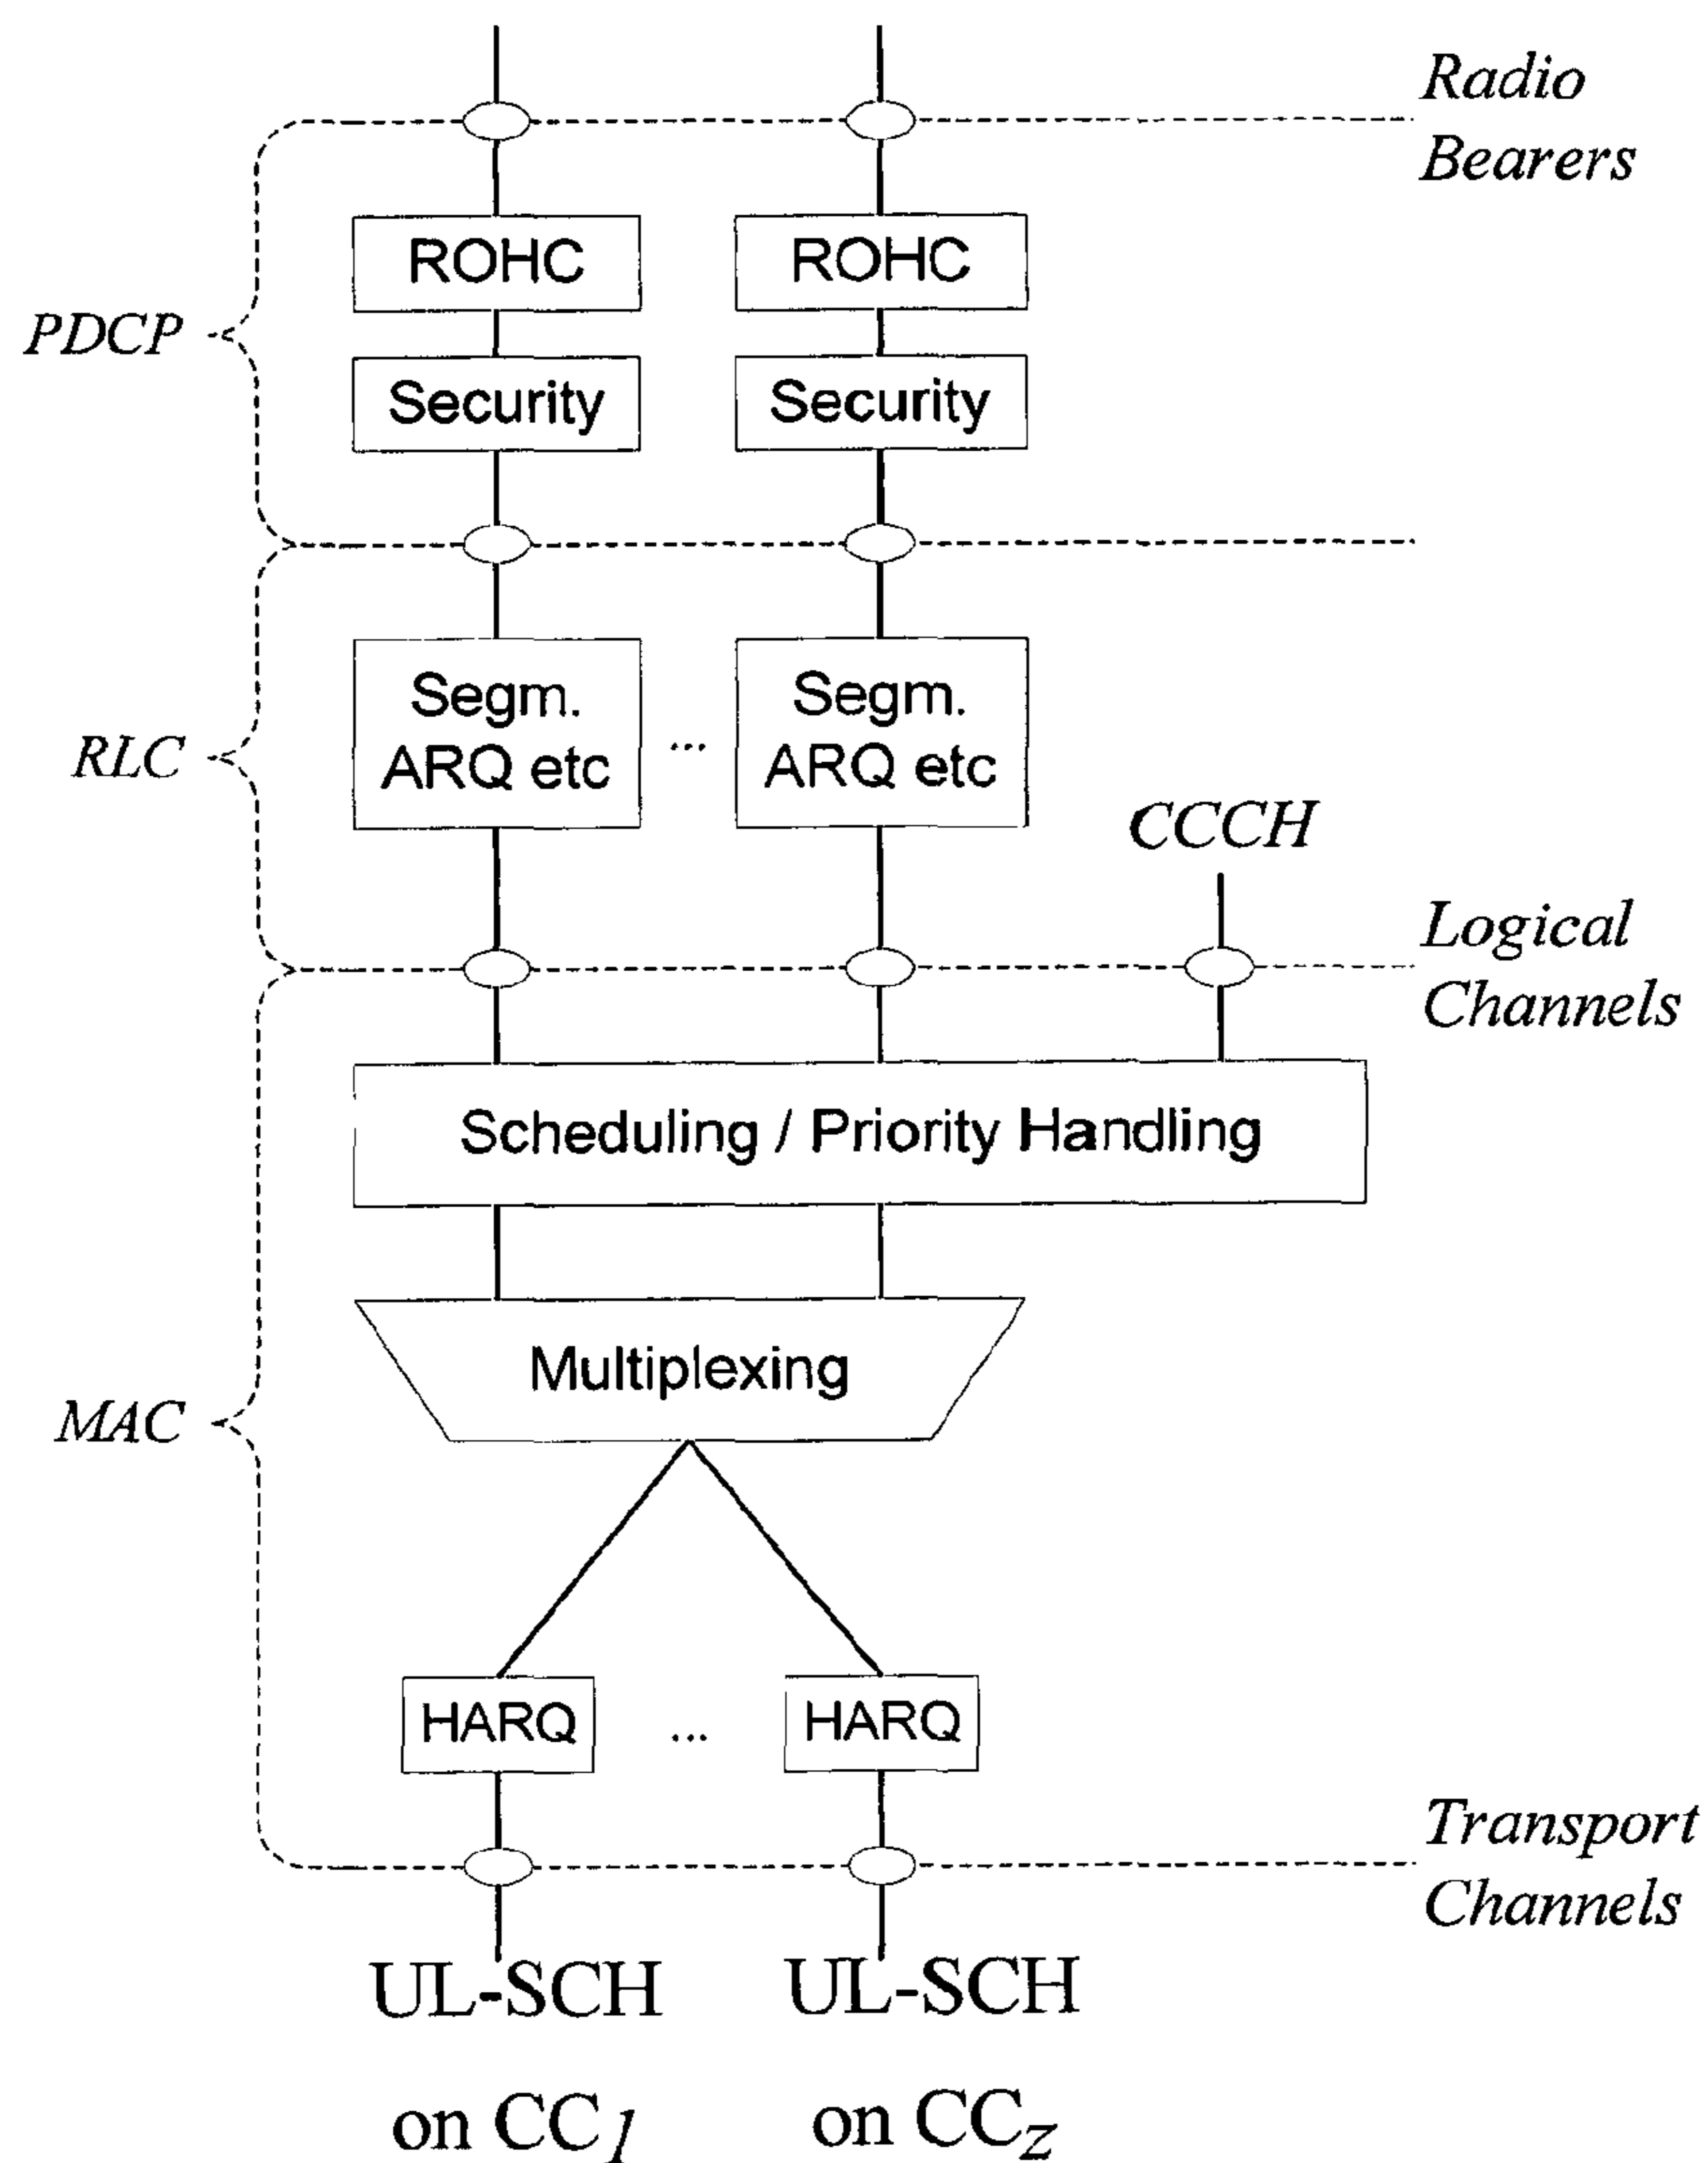 Radio
Bearers
ROHC
ROHC
PDCP
Security
Security
Segm.
ARQ etc
...
Segm.
ARQ etc
RLC
CCCH
Logical
Channels
Scheduling / Priority Handling
Multiplexing
MAC
HARQ
...
HARQ
Transport
Channels
UL-SCH
on CC1
UL-SCH
on CCz